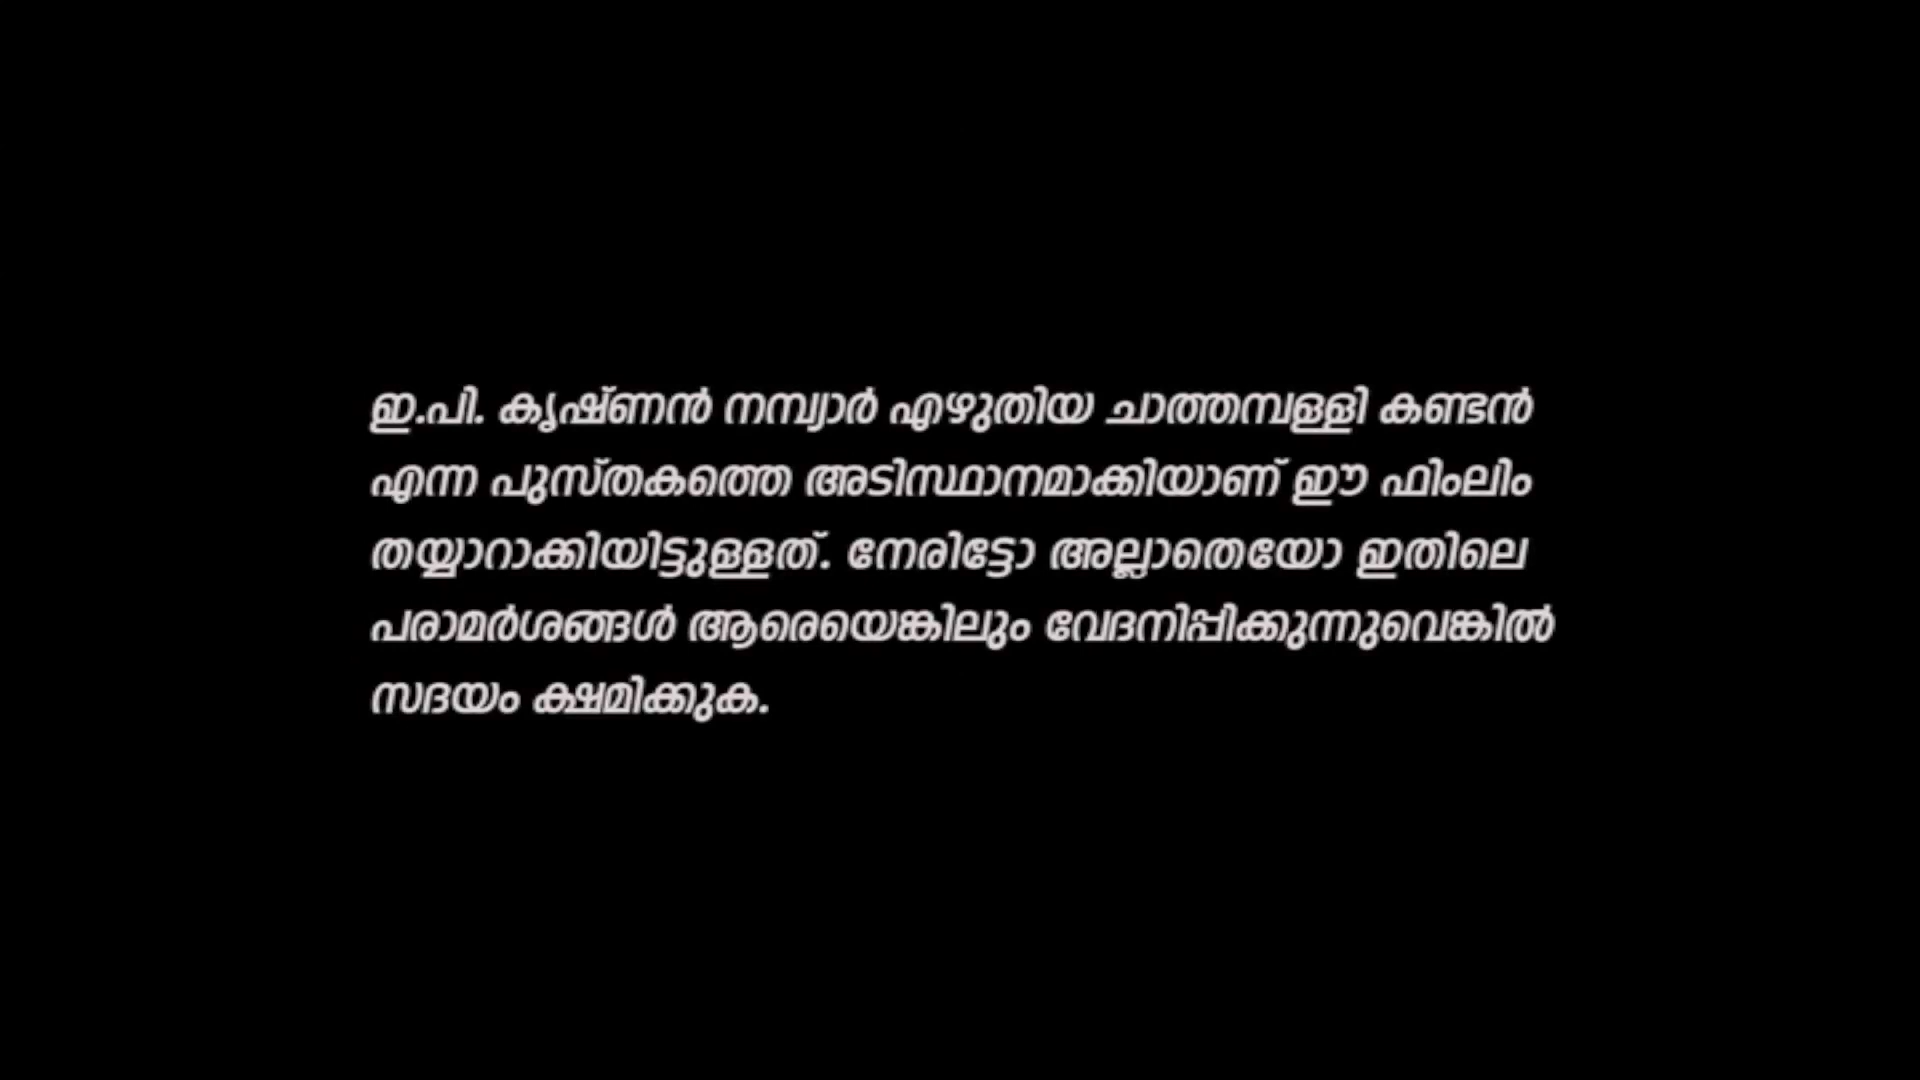 ഇ.പി. കൃഷ്ണൻ നമ്പ്യാർ എഴുതിയ ചാത്തമ്പള്ളി കണ്ടൻ
എന്ന പുസ്തകത്തെ അടിസ്ഥാനമാക്കിയാണ് ഈ ഫിംലിം
തയ്യാറാക്കിയിട്ടുള്ളത്. നേരിട്ടോ അല്ലാതെയോ ഇതിലെ
പരാമർശങ്ങൾ ആരെയെങ്കിലും വേദനിപ്പിക്കുന്നുവെങ്കിൽ
സദയം ക്ഷമിക്കുക.